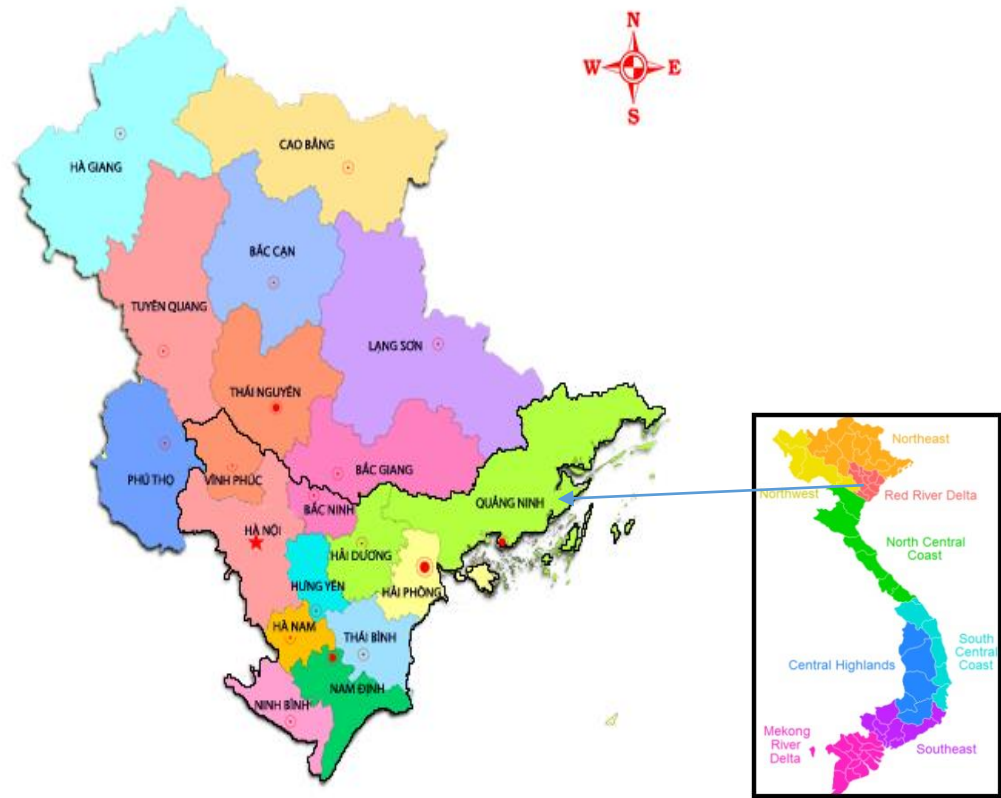 N
W E
S
HÀ GIANG
CAO BẰNG
BẮC CẠN
TUYÊN QUANG
LẠNG SƠN
THÁI NGUYÊN
PHÚ THỌ
VĨNH PHÚC
BẮC GIANG
BẮC NINH
QUẢNG NINH
HÀ NỘI
HẢI DƯƠNG
HƯNG YÊN
HẢI PHÒNG
HÀ NAM
THÁI BÌNH
NAM ĐỊNH
NINH BÌNH
Northeast
Northwest
Red River Delta
North Central
Coast
South
Central
Coast
Central Highlands
Mekong
River
Delta
Southeast